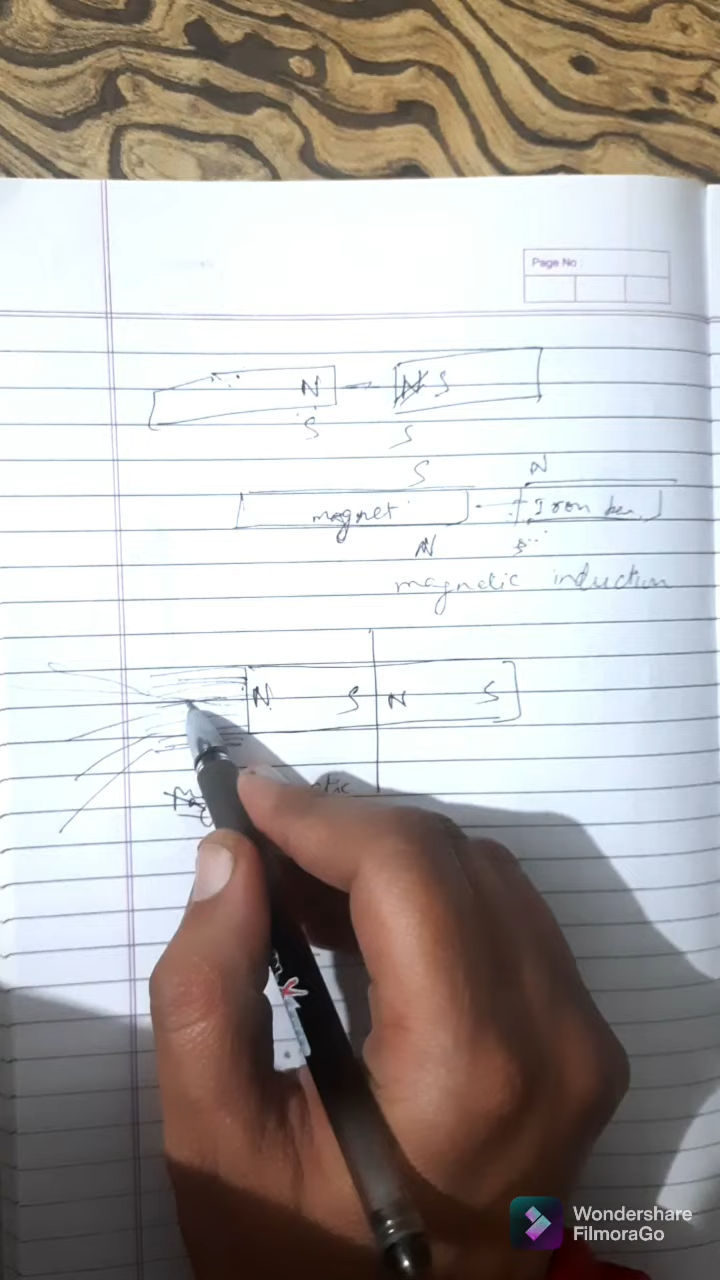 Page No
N N S
S S
S N
magnet Iron bar
N S
magnetic induction
N S N S
Wondershare
FilmoraGo